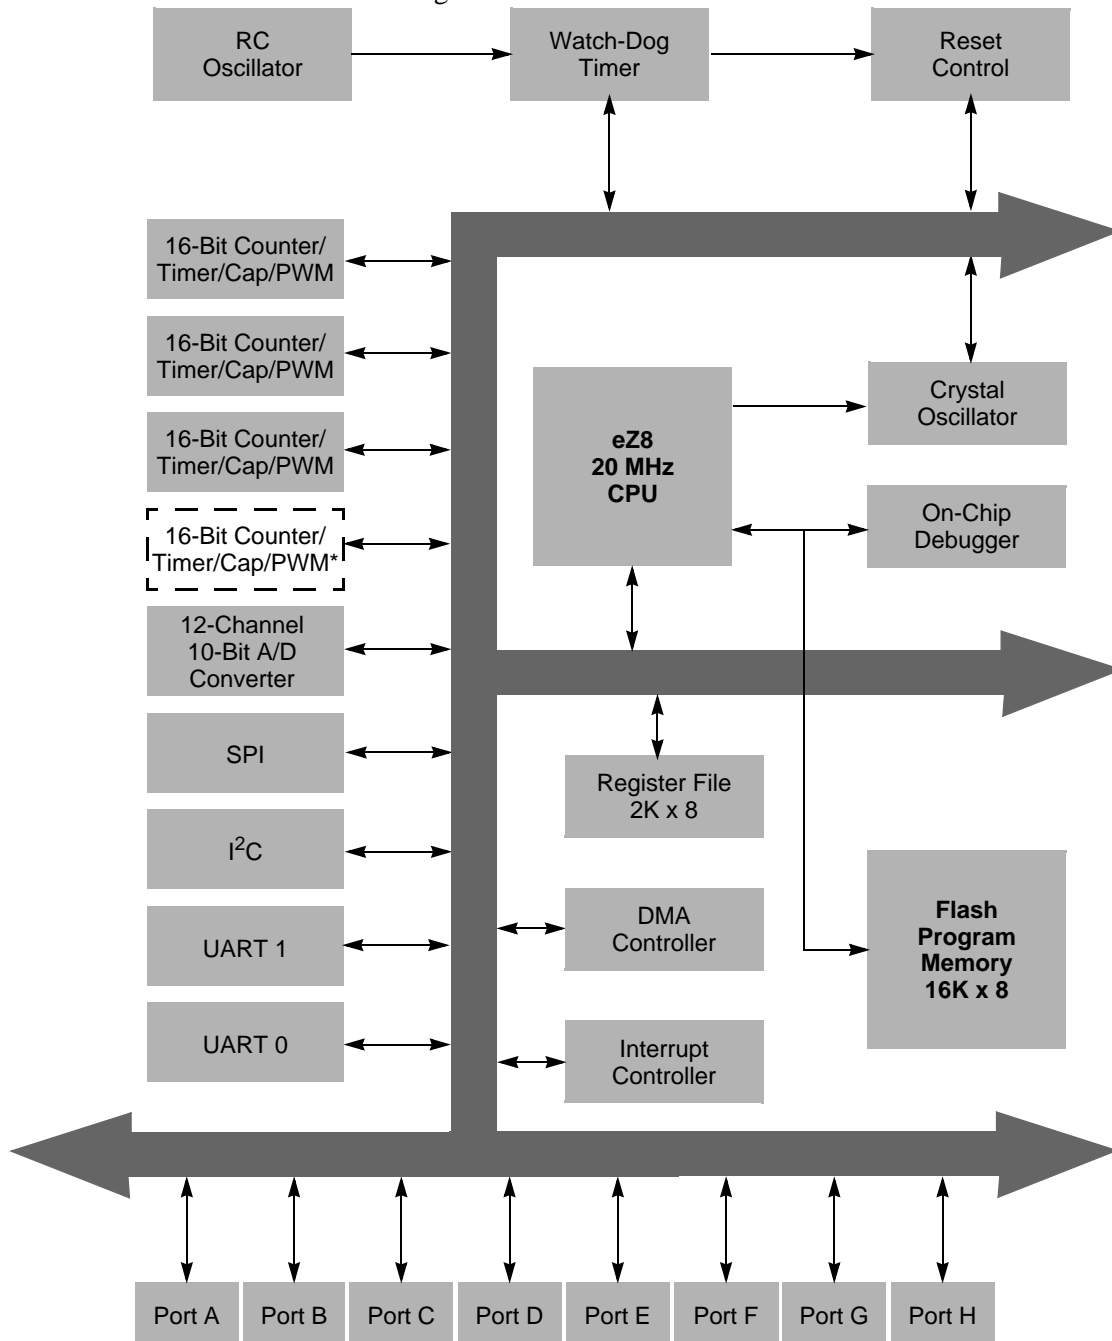 RC
Oscillator
Watch-Dog
Timer
Reset
Control
16-Bit Counter/
Timer/Cap/PWM
16-Bit Counter/
Timer/Cap/PWM
16-Bit Counter/
Timer/Cap/PWM
16-Bit Counter/
Timer/Cap/PWM*
12-Channel
10-Bit A/D
Converter
SPI
I²C
UART 1
UART 0
eZ8
20 MHz
CPU
Crystal
Oscillator
On-Chip
Debugger
Register File
2K x 8
DMA
Controller
Interrupt
Controller
Flash
Program
Memory
16K x 8
Port A
Port B
Port C
Port D
Port E
Port F
Port G
Port H